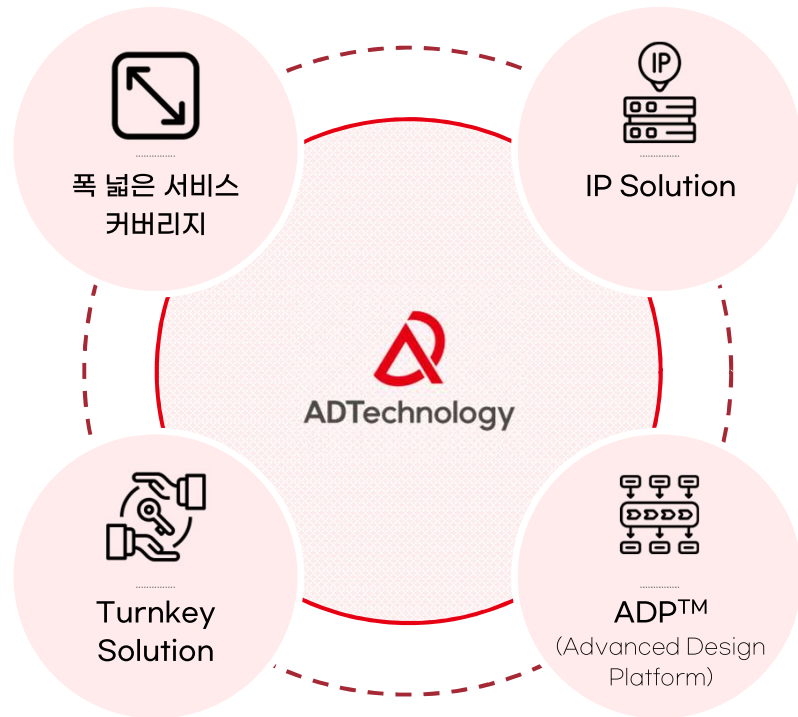 폭 넓은 서비스
커버리지
IP
IP Solution
ADTechnology
Turnkey
Solution
ADP™
(Advanced Design
Platform)